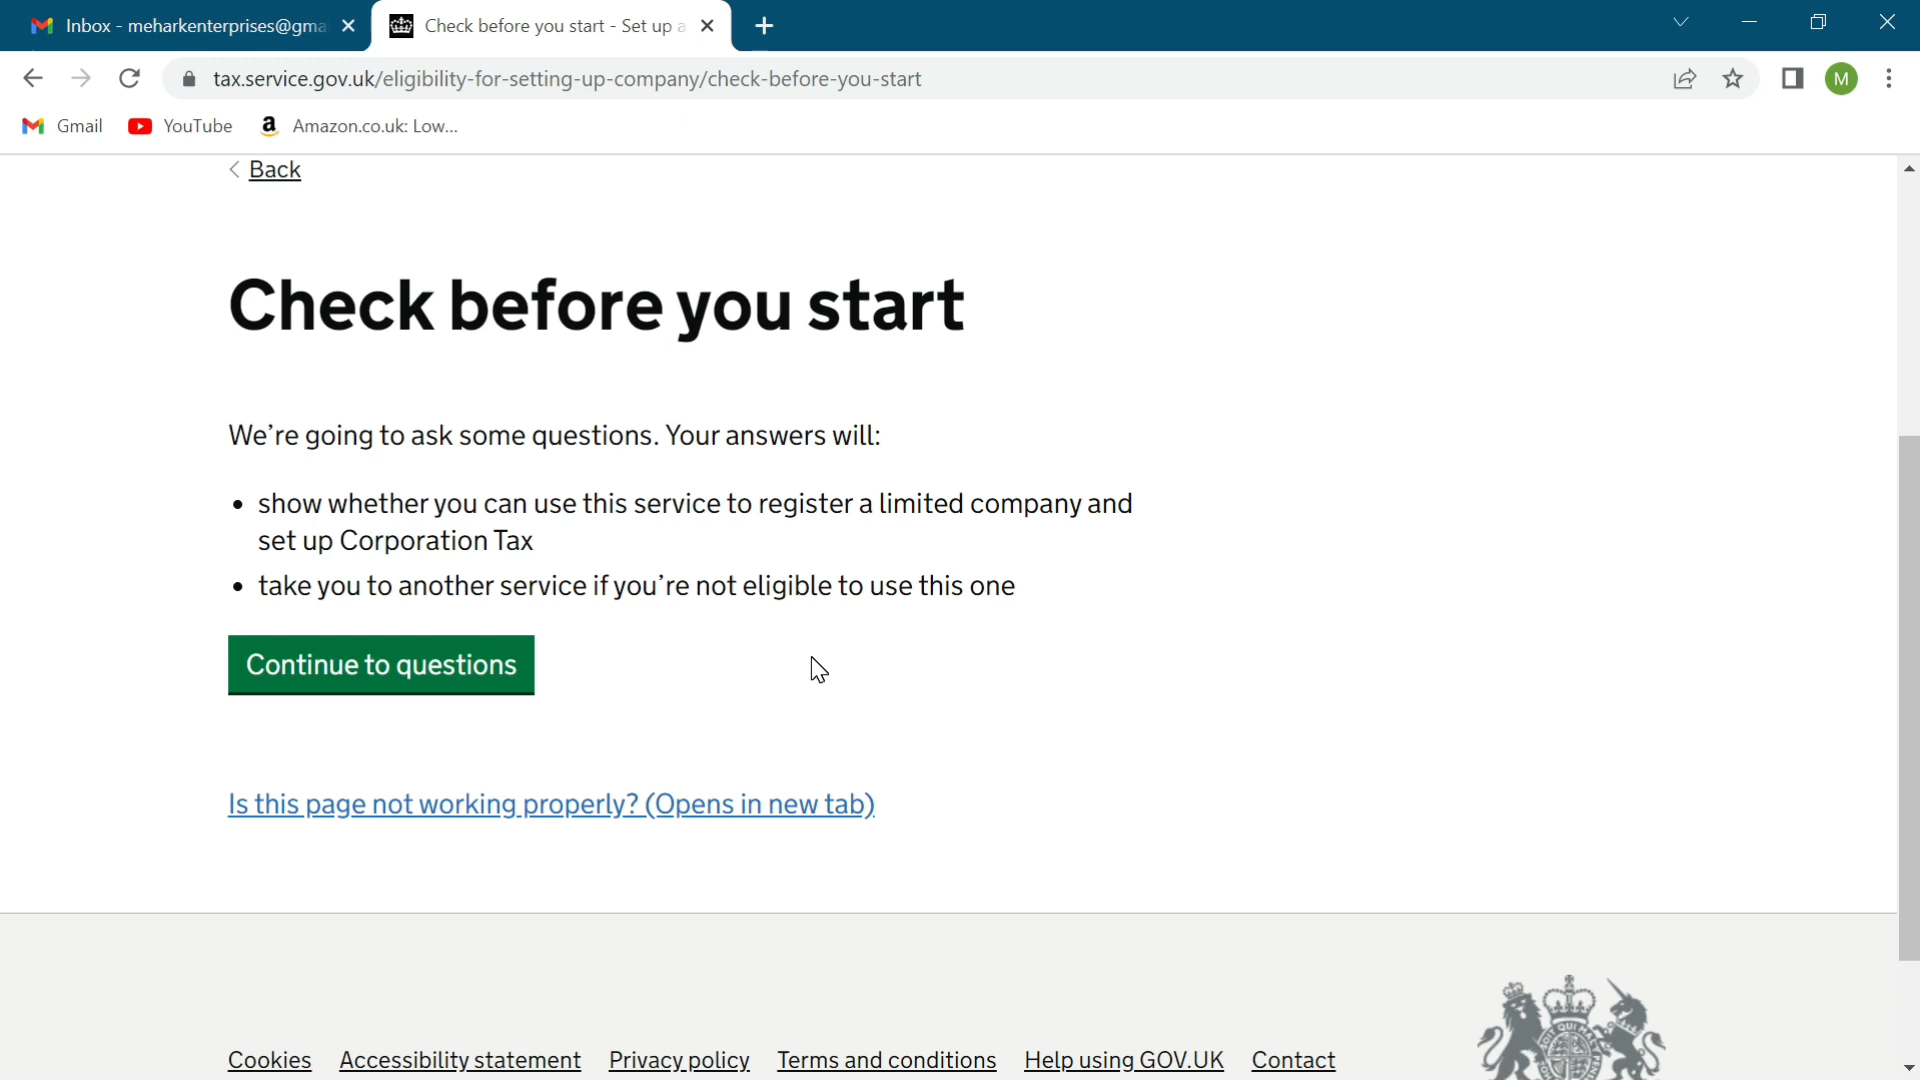 Inbox - meharkenterprises@gma
Check before you start - Set up a
tax.service.gov.uk/eligibility-for-setting-up-company/check-before-you-start
M
Gmail
YouTube
Amazon.co.uk: Low...
Back
Check before you start
We're going to ask some questions. Your answers will:
• show whether you can use this service to register a limited company and
set up Corporation Tax
• take you to another service if you're not eligible to use this one
Continue to questions
Is this page not working properly? (Opens in new tab)
Cookies Accessibility statement Privacy policy Terms and conditions Help using GOV.UK Contact